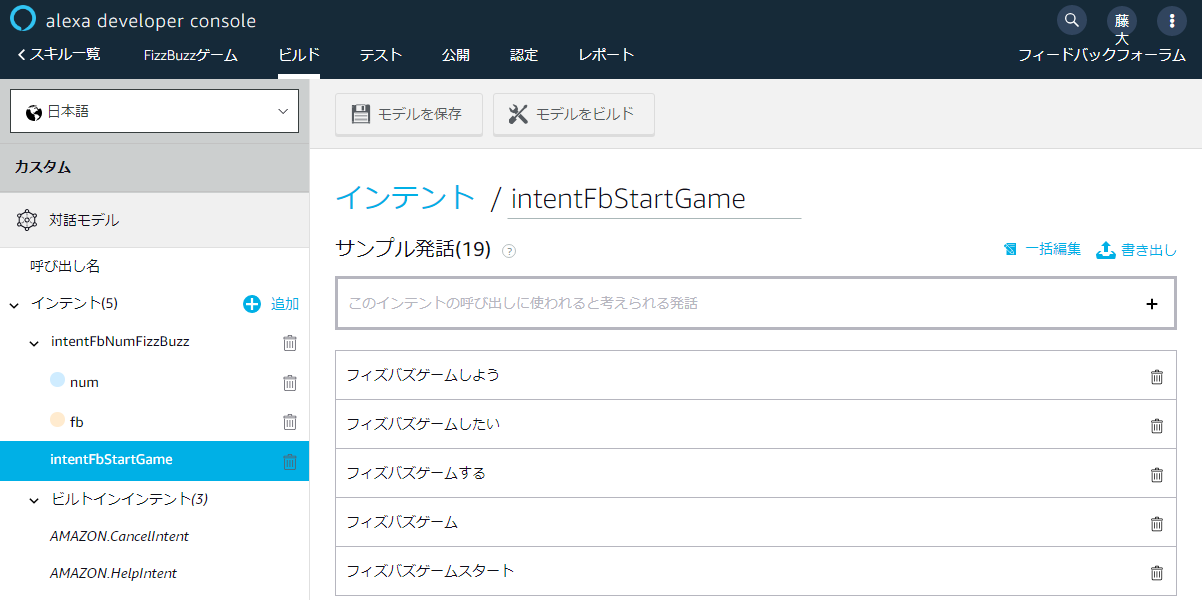 alexa developer console
藤大
スキル一覧 FizzBuzzゲーム ビルド テスト 公開 認定 レポート フィードバックフォーラム
日本語
モデルを保存 モデルをビルド
カスタム
対話モデル
呼び出し名
インテント(5) 追加
intentFbNumFizzBuzz
num
fb
intentFbStartGame
ビルトインインテント(3)
AMAZON.CancelIntent
AMAZON.HelpIntent
インテント / intentFbStartGame
サンプル発話(19) ?
一括編集 書き出し
このインテントの呼び出しに使われると考えられる発話
フィズバズゲームしよう
フィズバズゲームしたい
フィズバズゲームする
フィズバズゲーム
フィズバズゲームスタート